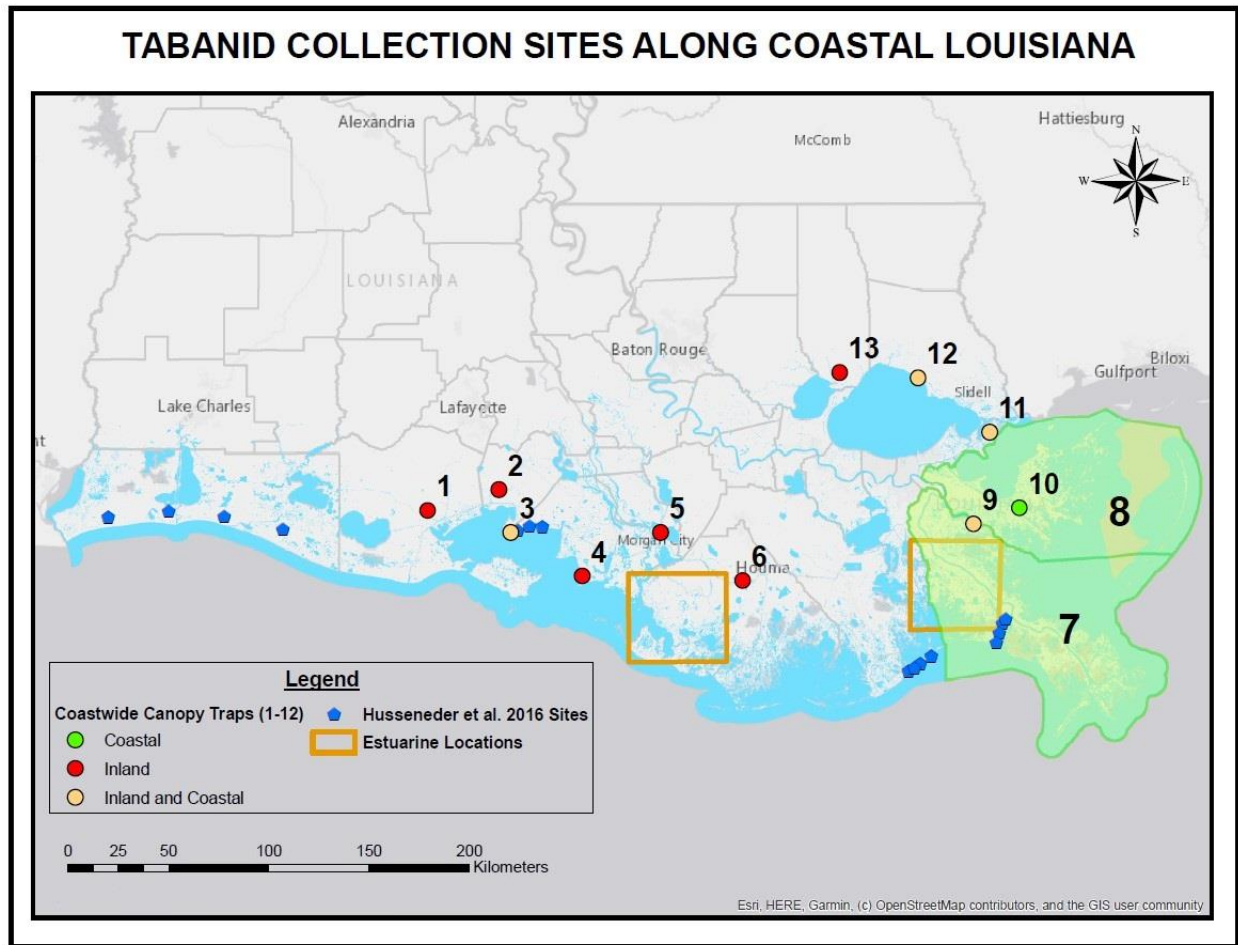 TABANID COLLECTION SITES ALONG COASTAL LOUISIANA
Alexandria
Hattiesburg
McComb
N
W E
S
LOUISIANA
Baton Rouge
13
12
Biloxi
Gulfport
Slidell
Lake Charles
Lafayette
11
nt
2
1
3
5
9
10
8
Morgan City
4
6
Houma
7
Legend
Coastwide Canopy Traps (1-12)
Husseneder et al. 2016 Sites
Coastal
Estuarine Locations
Inland
Inland and Coastal
0 25 50 100 150 200
Kilometers
Esri, HERE, Garmin, (c) OpenStreetMap contributors, and the GIS user community